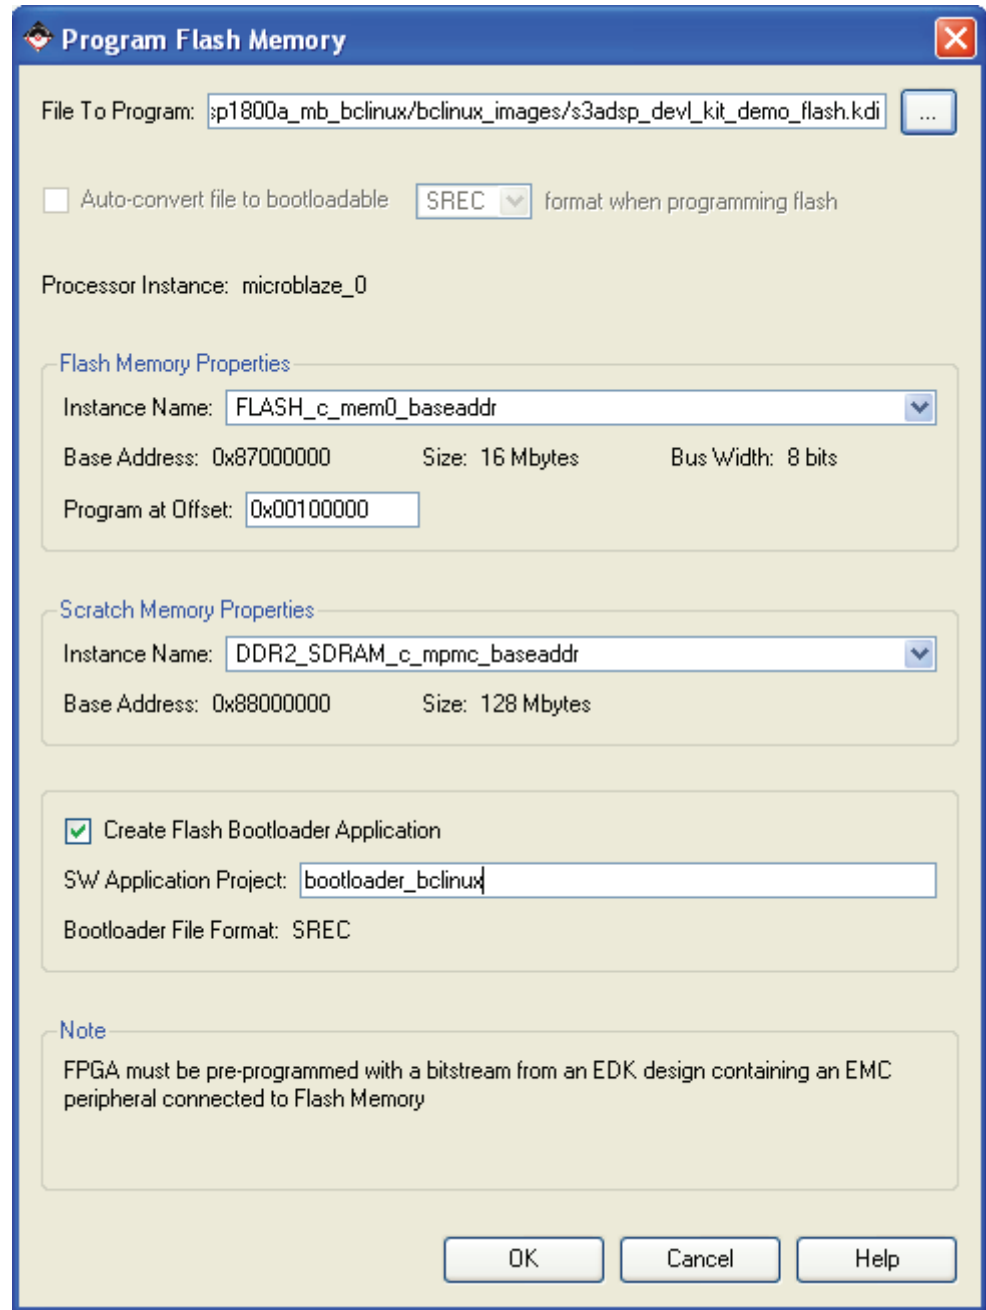 Program Flash Memory
File To Program: sp1800a_mb_bclinux/bclinux_images/s3adsp_devl_kit_demo_flash.kdi ...
Auto-convert file to bootloadable SREC format when programming flash
Processor Instance: microblaze_0
Flash Memory Properties
Instance Name: FLASH_c_mem0_baseaddr
Base Address: 0x87000000 Size: 16 Mbytes Bus Width: 8 bits
Program at Offset: 0x00100000
Scratch Memory Properties
Instance Name: DDR2_SDRAM_c_mpmc_baseaddr
Base Address: 0x88000000 Size: 128 Mbytes
Create Flash Bootloader Application
SW Application Project: bootloader_bclinux
Bootloader File Format: SREC
Note
FPGA must be pre-programmed with a bitstream from an EDK design containing an EMC
peripheral connected to Flash Memory
OK Cancel Help